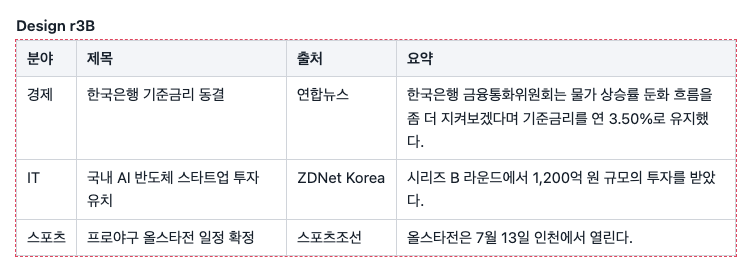 Design r3B
분야 제목 출처 요약
경제 한국은행 기준금리 동결 연합뉴스 한국은행 금융통화위원회는 물가 상승률 둔화 흐름을
좀 더 지켜보겠다며 기준금리를 연 3.50%로 유지했
다.
IT 국내 AI 반도체 스타트업 투자 ZDNet Korea 시리즈 B 라운드에서 1,200억 원 규모의 투자를 받았
유치 다.
스포츠 프로야구 올스타전 일정 확정 스포츠조선 올스타전은 7월 13일 인천에서 열린다.